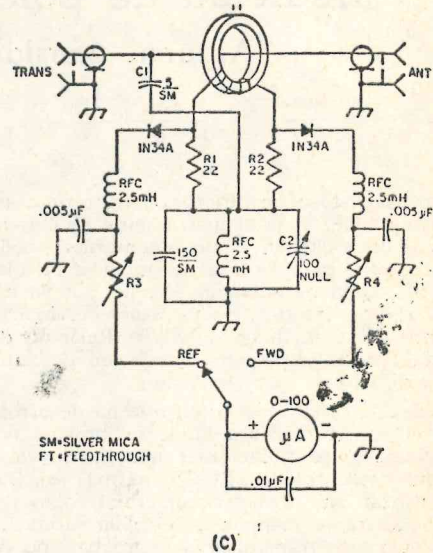 TRANS
ANT
C1
.5
SM
1N34A
1N34A
R1
22
R2
22
RFC
2.5mH
RFC
2.5mH
.005µF
.005µF
150
SM
RFC
2.5
mH
C2
100
NULL
R3
R4
REF
FWD
0-100
+
µA
-
.01µF
SM=SILVER MICA
FT=FEEDTHROUGH
(C)